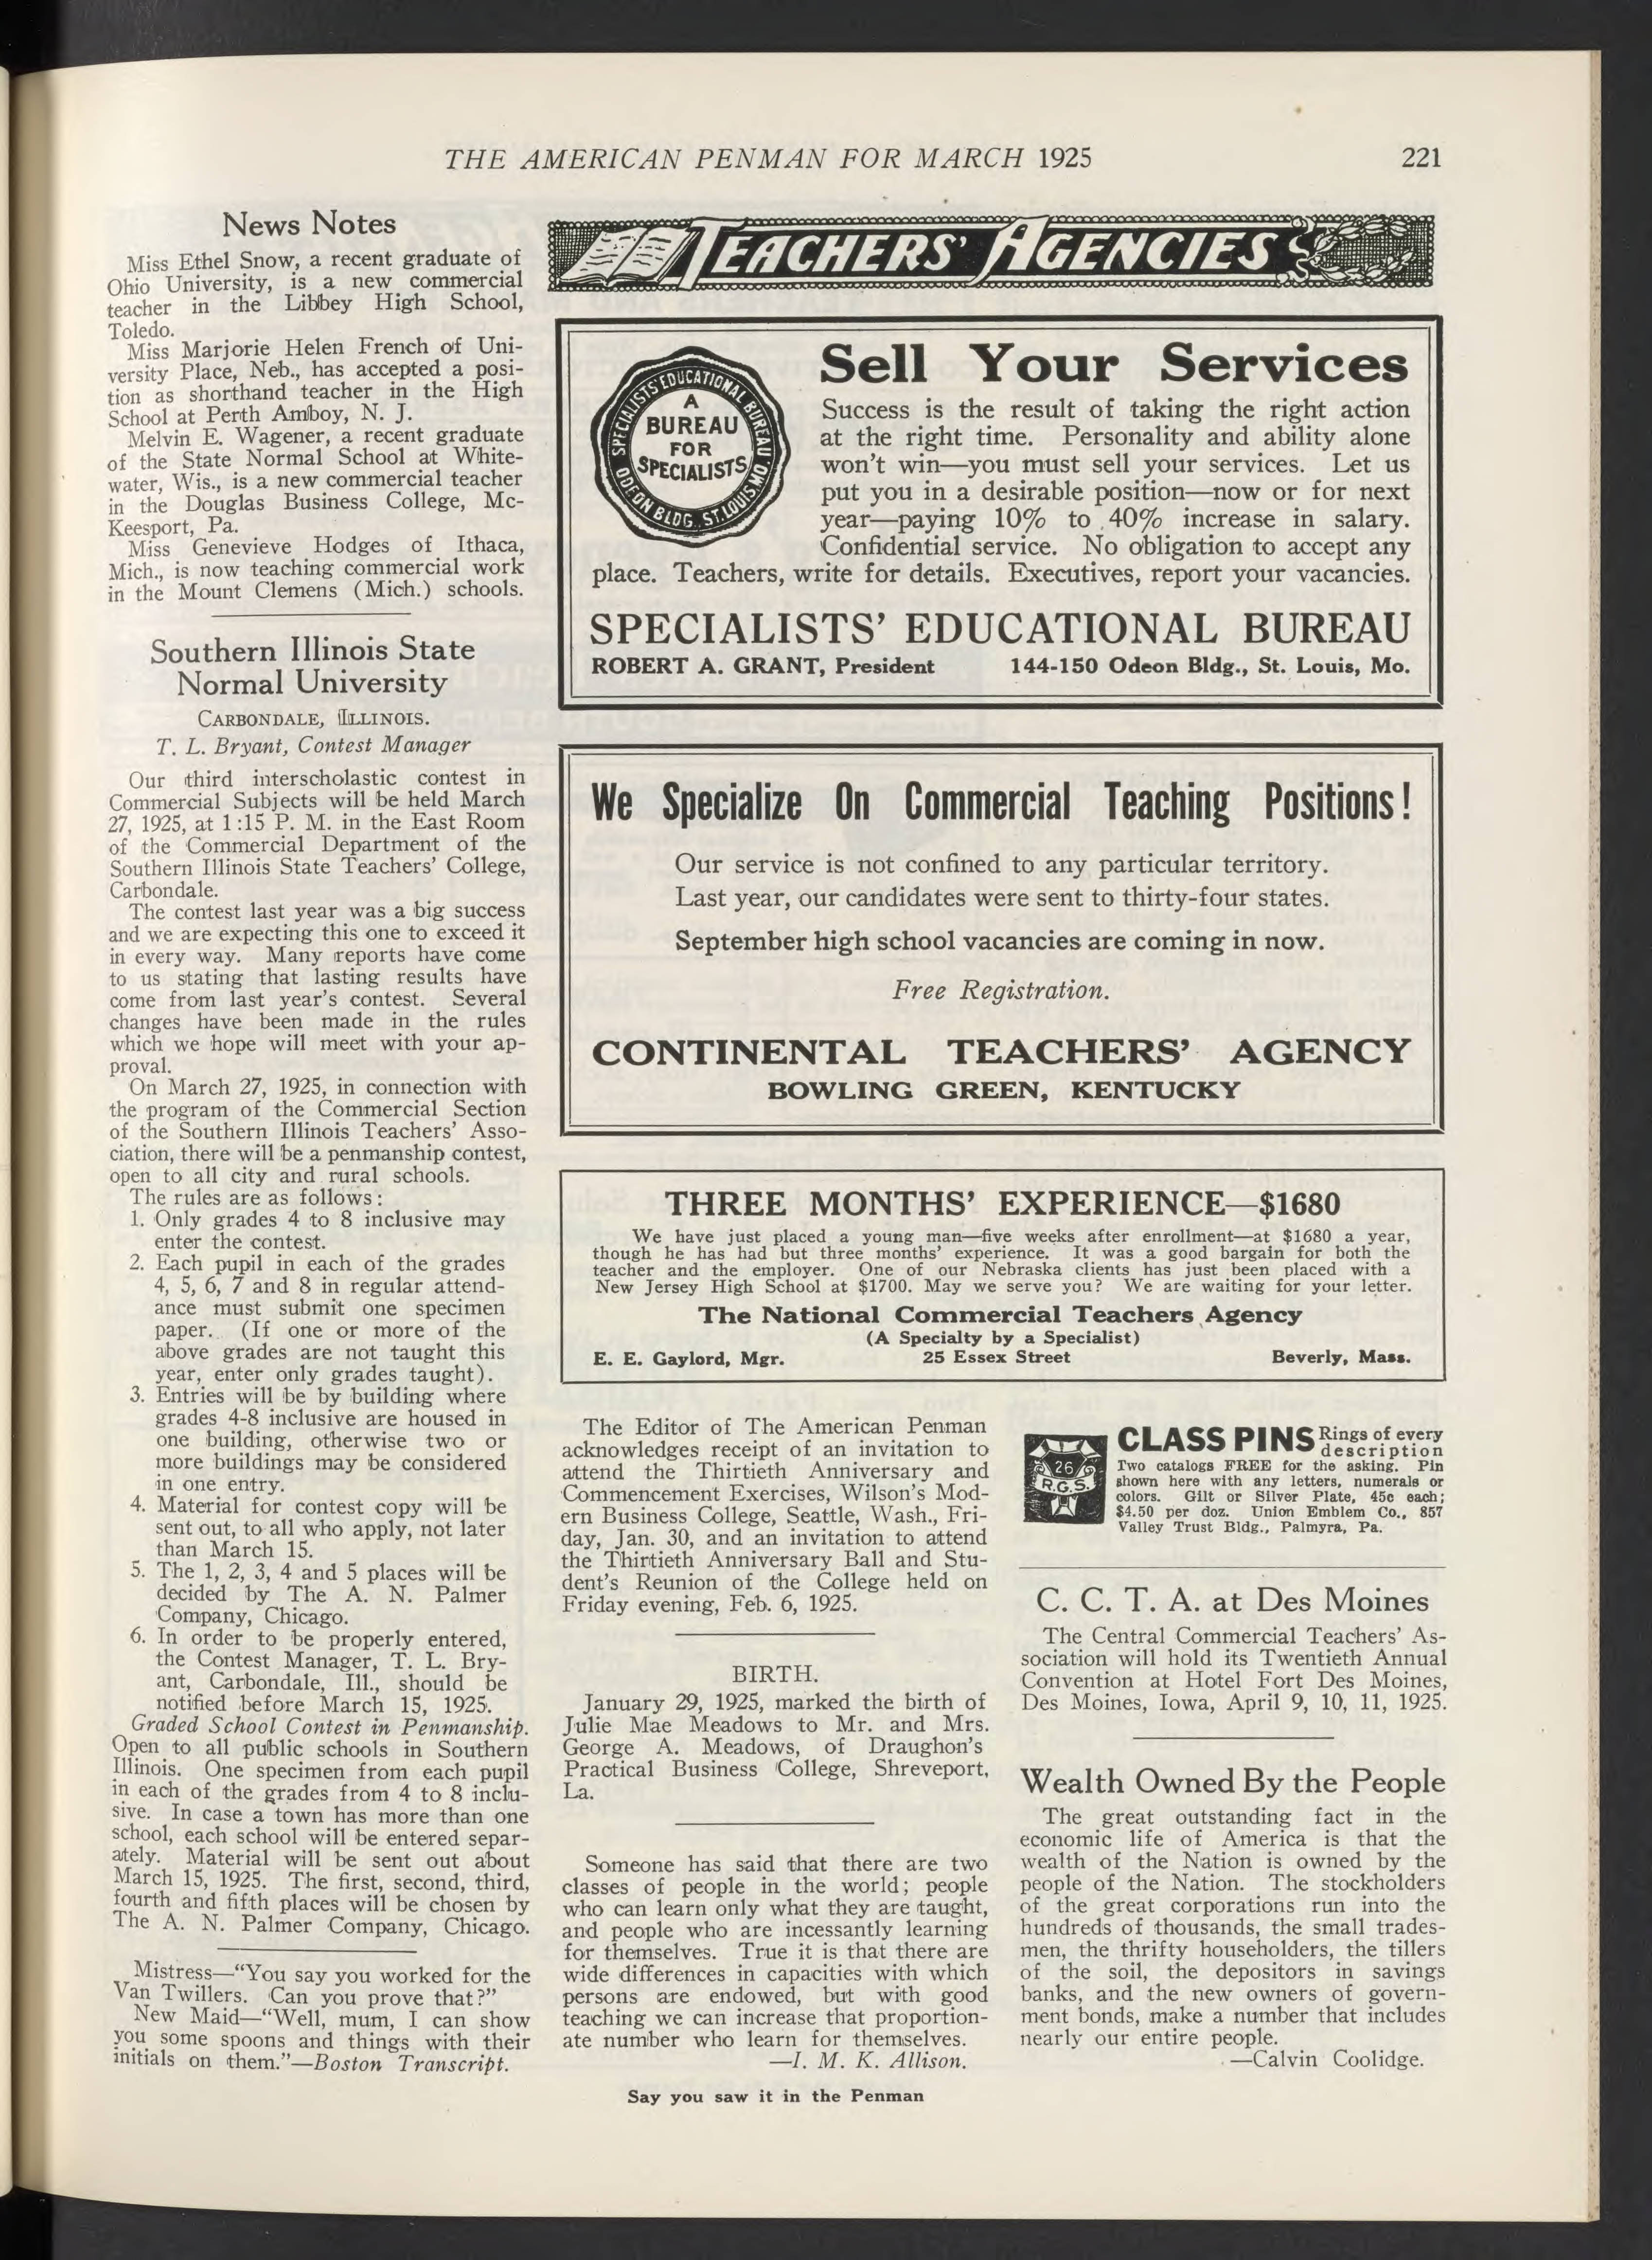 THE AMERICAN PENMAN FOR MARCH 1925
221
News Notes
Miss Ethel Snow, a recent graduate of
Ohio University, is a new commercial
teacher in the Libbey High School,
Toledo.
Miss Marjorie Helen French of Uni-
versity Place, Neb., has accepted a posi-
tion as shorthand teacher in the High
School at Perth Amboy, N. J.
Melvin E. Wagener, a recent graduate
of the State Normal School at White-
water, Wis., is a new commercial teacher
in the Douglas Business College, Mc-
Keesport, Pa.
Miss Genevieve Hodges of Ithaca,
Mich., is now teaching commercial work
in the Mount Clemens (Mich.) schools.
Southern Illinois State
Normal University
CARBONDALE, ILLINOIS.
T. L. Bryant, Contest Manager
Our third interscholastic contest in
Commercial Subjects will be held March
27, 1925, at 1:15 P. M. in the East Room
of the Commercial Department of the
Southern Illinois State Teachers' College,
Carbondale.
The contest last year was a big success
and we are expecting this one to exceed it
in every way. Many reports have come
to us stating that lasting results have
come from last year's contest. Several
changes have been made in the rules
which we hope will meet with your ap-
proval.
On March 27, 1925, in connection with
the program of the Commercial Section
of the Southern Illinois Teachers' Asso-
ciation, there will be a penmanship contest,
open to all city and rural schools.
The rules are as follows:
1. Only grades 4 to 8 inclusive may
enter the contest.
2. Each pupil in each of the grades
4, 5, 6, 7 and 8 in regular attend-
ance must submit one specimen
paper. (If one or more of the
above grades are not taught this
year, enter only grades taught).
3. Entries will be by building where
grades 4-8 inclusive are housed in
one building, otherwise two or
more buildings may be considered
in one entry.
4. Material for contest copy will be
sent out, to all who apply, not later
than March 15.
5. The 1, 2, 3, 4 and 5 places will be
decided by The A. N. Palmer
Company, Chicago.
6. In order to be properly entered,
the Contest Manager, T. L. Bry-
ant, Carbondale, Ill., should be
notified before March 15, 1925.
Graded School Contest in Penmanship.
Open to all public schools in Southern
Illinois. One specimen from each pupil
in each of the grades from 4 to 8 inclu-
sive. In case a town has more than one
school, each school will be entered separ-
ately. Material will be sent out about
March 15, 1925. The first, second, third,
fourth and fifth places will be chosen by
The A. N. Palmer Company, Chicago.
Mistress—"You say you worked for the
Van Twillers. Can you prove that?"
New Maid—"Well, mum, I can show
you some spoons and things with their
initials on them."—Boston Transcript.
TEACHERS' AGENCIES
SPECIALISTS EDUCATIONAL BUREAU
ODEON BLDG., ST. LOUIS, MO.
A
BUREAU
FOR
SPECIALISTS
Sell Your Services
Success is the result of taking the right action
at the right time. Personality and ability alone
won't win—you must sell your services. Let us
put you in a desirable position—now or for next
year—paying 10% to 40% increase in salary.
Confidential service. No obligation to accept any
place. Teachers, write for details. Executives, report your vacancies.
SPECIALISTS' EDUCATIONAL BUREAU
ROBERT A. GRANT, President 144-150 Odeon Bldg., St. Louis, Mo.
We Specialize On Commercial Teaching Positions!
Our service is not confined to any particular territory.
Last year, our candidates were sent to thirty-four states.
September high school vacancies are coming in now.
Free Registration.
CONTINENTAL TEACHERS' AGENCY
BOWLING GREEN, KENTUCKY
THREE MONTHS' EXPERIENCE—$1680
We have just placed a young man—five weeks after enrollment—at $1680 a year,
though he has had but three months' experience. It was a good bargain for both the
teacher and the employer. One of our Nebraska clients has just been placed with a
New Jersey High School at $1700. May we serve you? We are waiting for your letter.
The National Commercial Teachers Agency
(A Specialty by a Specialist)
E. E. Gaylord, Mgr. 25 Essex Street Beverly, Mass.
The Editor of The American Penman
acknowledges receipt of an invitation to
attend the Thirtieth Anniversary and
Commencement Exercises, Wilson's Mod-
ern Business College, Seattle, Wash., Fri-
day, Jan. 30, and an invitation to attend
the Thirtieth Anniversary Ball and Stu-
dent's Reunion of the College held on
Friday evening, Feb. 6, 1925.
BIRTH.
January 29, 1925, marked the birth of
Julie Mae Meadows to Mr. and Mrs.
George A. Meadows, of Draughon's
Practical Business College, Shreveport,
La.
Someone has said that there are two
classes of people in the world; people
who can learn only what they are taught,
and people who are incessantly learning
for themselves. True it is that there are
wide differences in capacities with which
persons are endowed, but with good
teaching we can increase that proportion-
ate number who learn for themselves.
—I. M. K. Allison.
26
R.G.S.
CLASS PINS Rings of every
description
Two catalogs FREE for the asking. Pin
shown here with any letters, numerals or
colors. Gilt or Silver Plate, 45c each;
$4.50 per doz. Union Emblem Co., 857
Valley Trust Bldg., Palmyra, Pa.
C. C. T. A. at Des Moines
The Central Commercial Teachers' As-
sociation will hold its Twentieth Annual
Convention at Hotel Fort Des Moines,
Des Moines, Iowa, April 9, 10, 11, 1925.
Wealth Owned By the People
The great outstanding fact in the
economic life of America is that the
wealth of the Nation is owned by the
people of the Nation. The stockholders
of the great corporations run into the
hundreds of thousands, the small trades-
men, the thrifty householders, the tillers
of the soil, the depositors in savings
banks, and the new owners of govern-
ment bonds, make a number that includes
nearly our entire people.
—Calvin Coolidge.
Say you saw it in the Penman